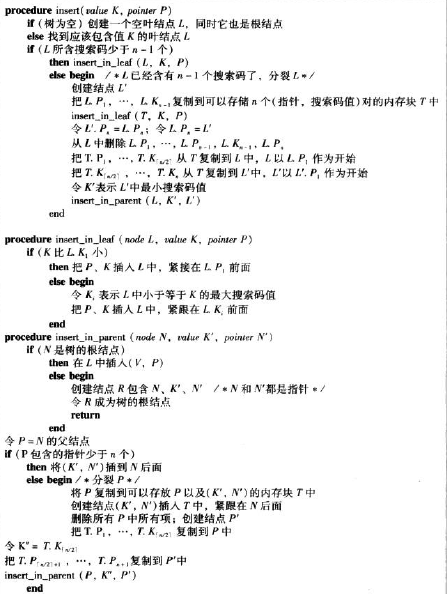 procedure insert(value K, pointer P)
if (树为空) 创建一个空叶结点 L, 同时它也是根结点
else 找到应该包含值 K 的叶结点 L
if (L 所含搜索码少于 n－1 个)
then insert_in_leaf (L, K, P)
else begin /＊L 已经含有 n－1 个搜索码了，分裂 L＊/
创建结点 L′
把 L.P₁, …, L.Kₙ₋₁复制到可以存储 n 个(指针，搜索码值)对的内存块 T 中
insert_in_leaf (T, K, P)
令 L′.Pₙ=L.Pₙ; 令 L.Pₙ=L′
从 L 中删除 L.P₁, …, L.Pₙ₋₁, L.Kₙ₋₁, L.Pₙ
把 T.P₁, …, T.K⌈n/2⌉ 从 T 复制到 L 中, L 以 L.P₁ 作为开始
把 T.K⌈n/2⌉, …, T.Kₙ 从 T 复制到 L′中, L′以 L′.P₁ 作为开始
令 K′表示 L′中最小搜索码值
insert_in_parent (L, K′, L′)
end
procedure insert_in_leaf (node L, value K, pointer P)
if (K 比 L.K₁ 小)
then 把 P、K 插入 L 中，紧接在 L.P₁ 前面
else begin
令 Kᵢ 表示 L 中小于等于 K 的最大搜索码值
把 P、K 插入 L 中，紧跟在 L.Kᵢ 前面
end
procedure insert_in_parent (node N, value K′, pointer N′)
if (N 是树的根结点)
then 在 L 中插入(V, P)
else begin
创建结点 R 包含 N、K′、N′ /＊N 和 N′都是指针＊/
令 R 成为树的根结点
return
end
令 P=N 的父结点
if (P 包含的指针少于 n 个)
then 将(K′, N′)插到 N 后面
else begin /＊分裂 P＊/
将 P 复制到可以存放 P 以及(K′, N′)的内存块 T 中
创建结点(K′, N′)插入 T 中，紧跟在 N 后面
删除所有 P 中所有项；创建结点 P′
把 T.P₁, …, T.K⌈n/2⌉ 复制到 P 中
令 K″= T.K⌈n/2⌉
把 T.P⌈n/2⌉₊₁, …, T.Pₙ₊₁复制到 P′中
insert_in_parent (P, K″, P′)
end